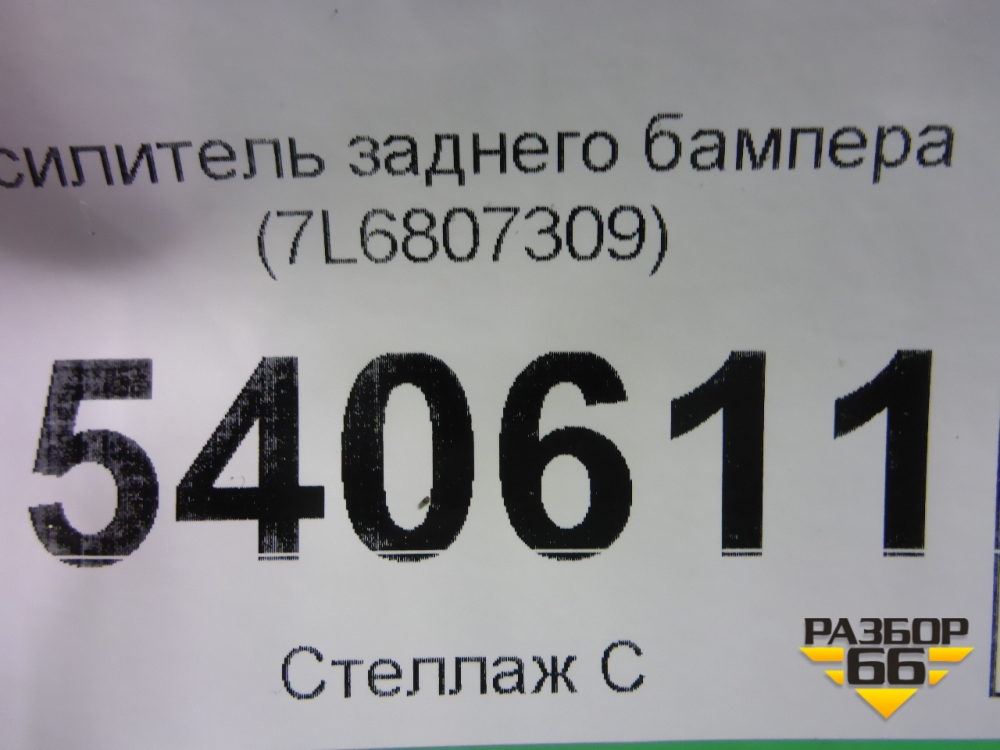 силитель заднего бампера
(7L6807309)
540611
Стеллаж С
РАЗБОР
66